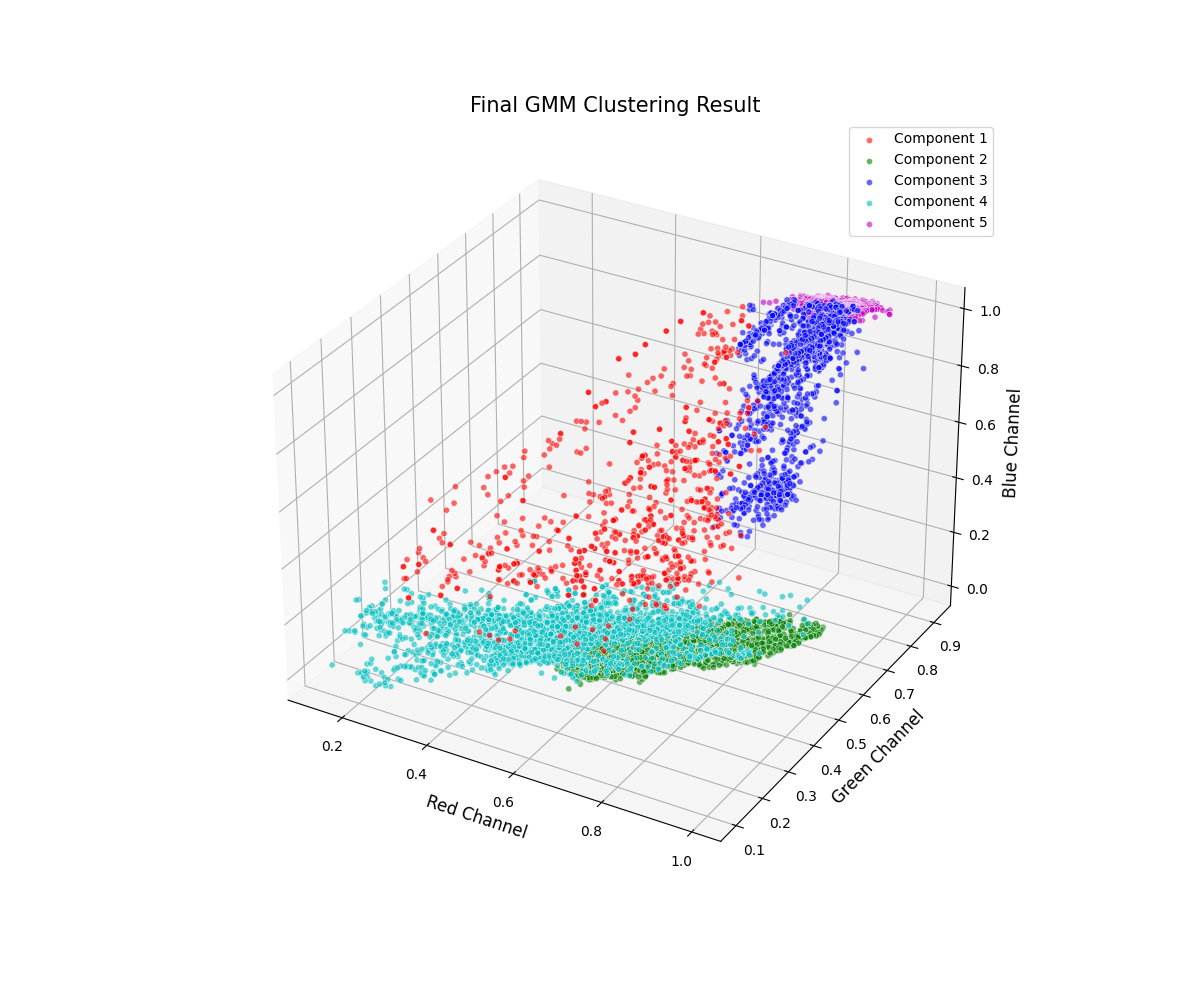 Final GMM Clustering Result
Component 1
Component 2
Component 3
Component 4
Component 5
1.0
0.8
0.6
0.4
0.2
0.0
Blue Channel
0.9
0.8
0.7
0.6
0.5
0.4
0.3
0.2
0.1
Green Channel
0.2
0.4
0.6
0.8
1.0
Red Channel